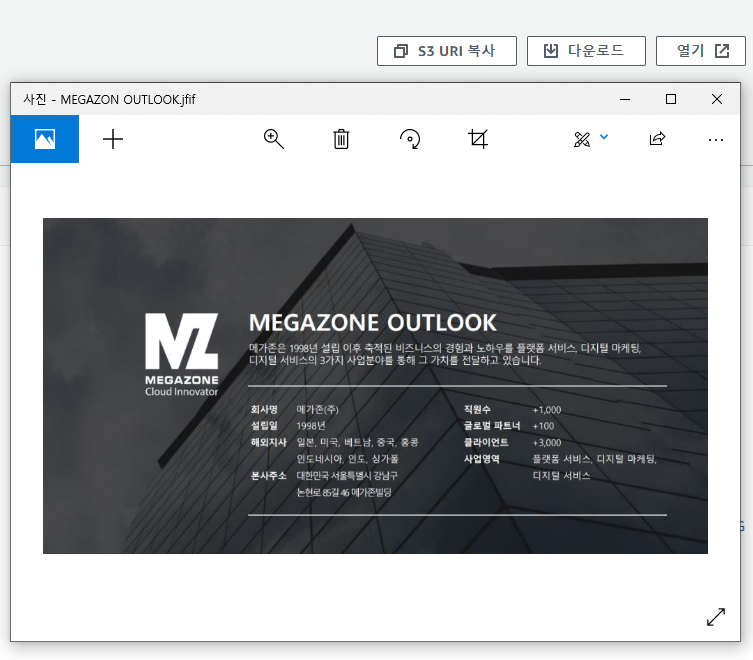 S3 URI 복사
다운로드
열기
사진 - MEGAZON OUTLOOK.jfif
MZ
MEGAZONE
Cloud Innovator
MEGAZONE OUTLOOK
메가존은 1998년 설립 이후 축적된 비즈니스의 경험과 노하우를 플랫폼 서비스, 디지털 마케팅,
디지털 서비스의 3가지 사업분야를 통해 그 가치를 전달하고 있습니다.
회사명 메가존(주)
설립일 1998년
해외지사 일본, 미국, 베트남, 중국, 홍콩
인도네시아, 인도, 싱가폴
본사주소 대한민국 서울특별시 강남구
논현로 85길 46 메가존빌딩
직원수 +1,000
글로벌 파트너 +100
클라이언트 +3,000
사업영역 플랫폼 서비스, 디지털 마케팅,
디지털 서비스
G